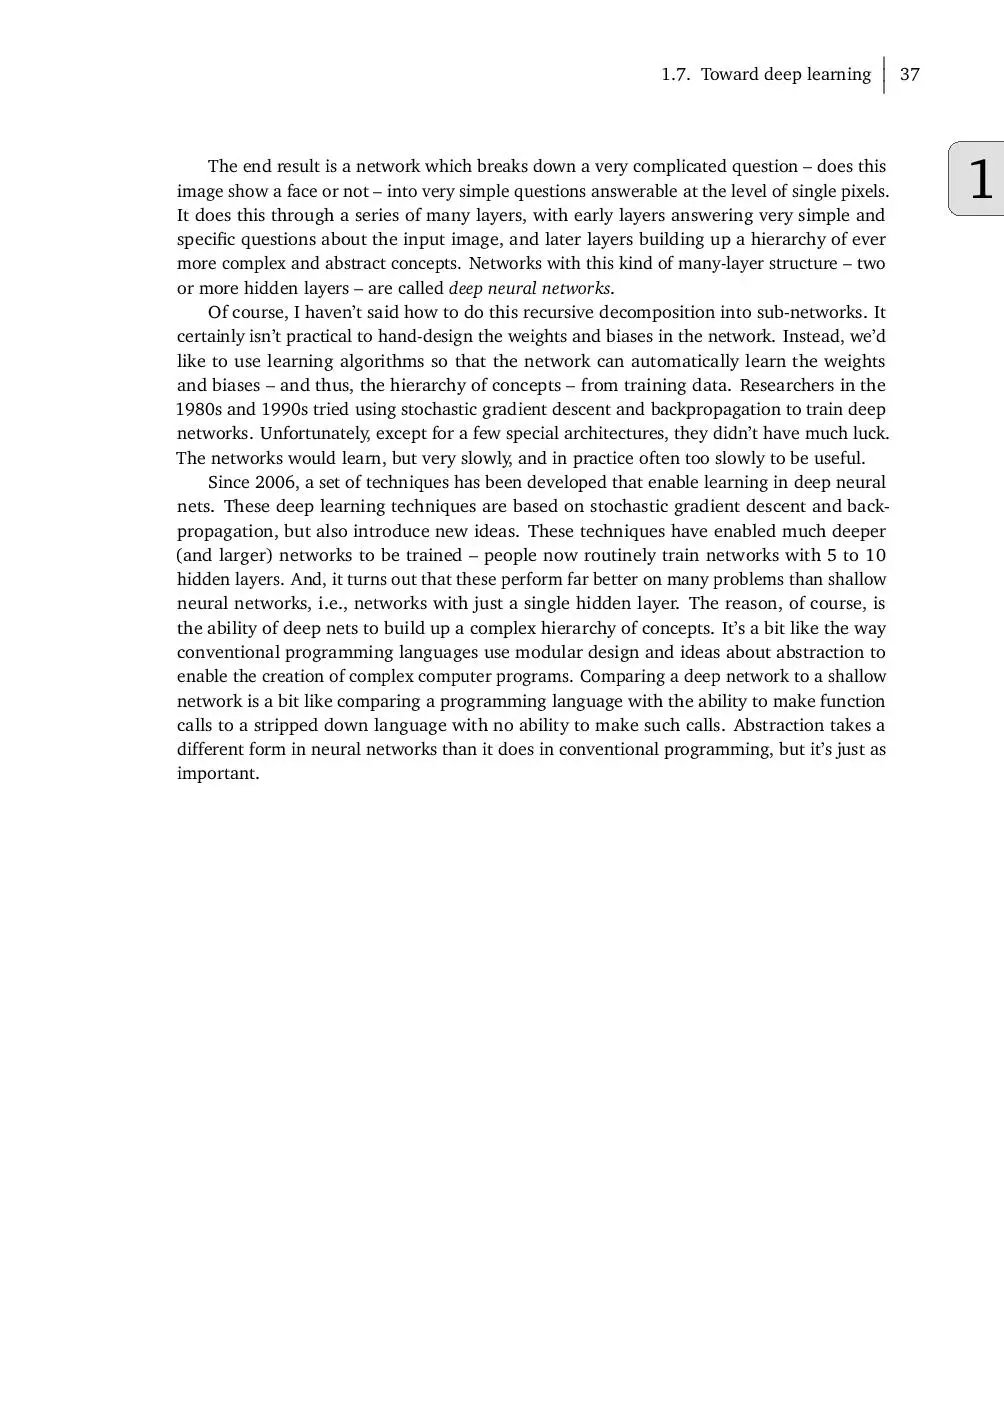 1.7. Toward deep learning 37
1
The end result is a network which breaks down a very complicated question – does this
image show a face or not – into very simple questions answerable at the level of single pixels.
It does this through a series of many layers, with early layers answering very simple and
specific questions about the input image, and later layers building up a hierarchy of ever
more complex and abstract concepts. Networks with this kind of many-layer structure – two
or more hidden layers – are called deep neural networks.
Of course, I haven’t said how to do this recursive decomposition into sub-networks. It
certainly isn’t practical to hand-design the weights and biases in the network. Instead, we’d
like to use learning algorithms so that the network can automatically learn the weights
and biases – and thus, the hierarchy of concepts – from training data. Researchers in the
1980s and 1990s tried using stochastic gradient descent and backpropagation to train deep
networks. Unfortunately, except for a few special architectures, they didn’t have much luck.
The networks would learn, but very slowly, and in practice often too slowly to be useful.
Since 2006, a set of techniques has been developed that enable learning in deep neural
nets. These deep learning techniques are based on stochastic gradient descent and back-
propagation, but also introduce new ideas. These techniques have enabled much deeper
(and larger) networks to be trained – people now routinely train networks with 5 to 10
hidden layers. And, it turns out that these perform far better on many problems than shallow
neural networks, i.e., networks with just a single hidden layer. The reason, of course, is
the ability of deep nets to build up a complex hierarchy of concepts. It’s a bit like the way
conventional programming languages use modular design and ideas about abstraction to
enable the creation of complex computer programs. Comparing a deep network to a shallow
network is a bit like comparing a programming language with the ability to make function
calls to a stripped down language with no ability to make such calls. Abstraction takes a
different form in neural networks than it does in conventional programming, but it’s just as
important.